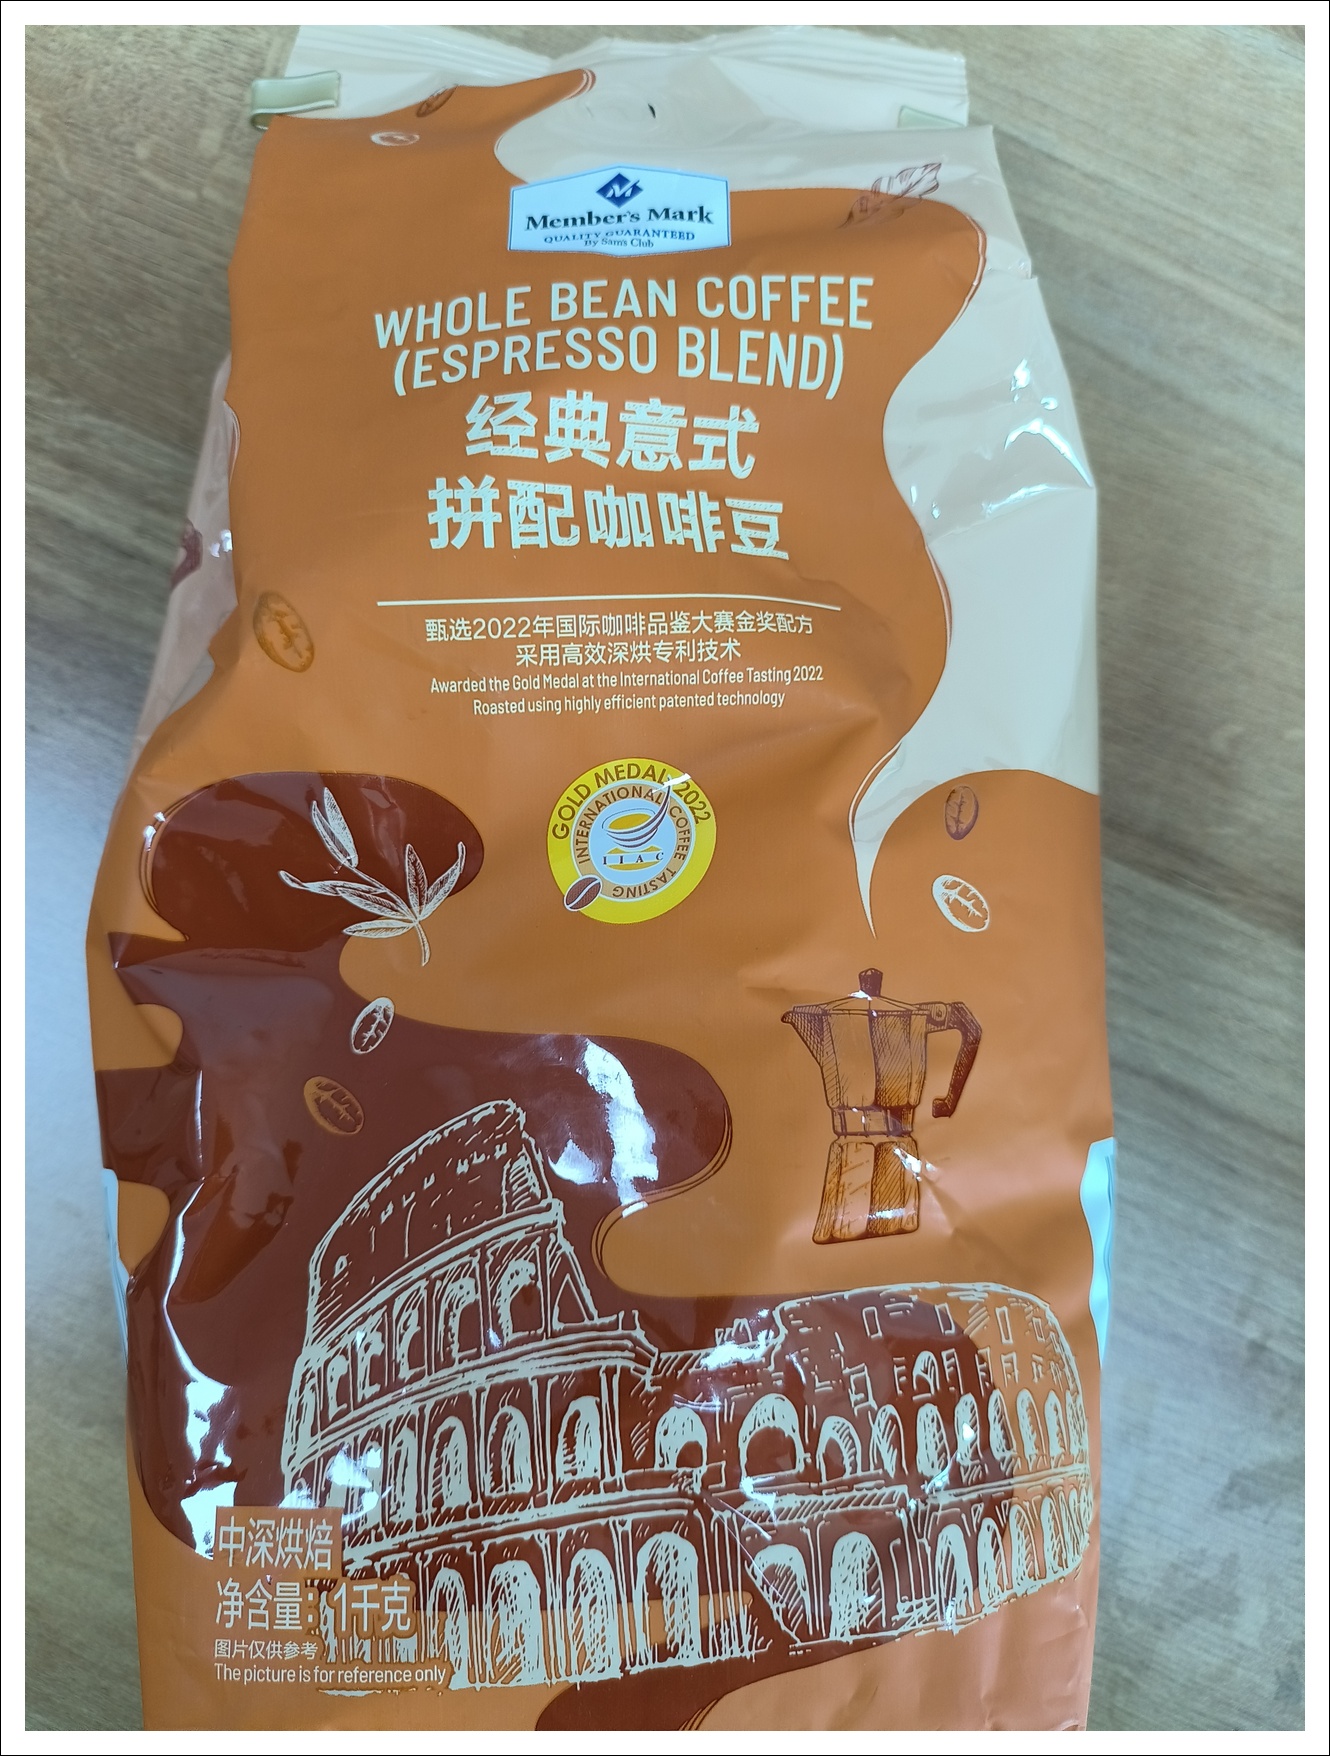 Member's Mark
QUALITY GUARANTEED
By Sam's Club
WHOLE BEAN COFFEE
(ESPRESSO BLEND)
经典意式
拼配咖啡豆
甄选2022年国际咖啡品鉴大赛金奖配方
采用高效深烘专利技术
Awarded the Gold Medal at the International Coffee Tasting 2022
Roasted using highly efficient patented technology
GOLD MEDAL 2022
INTERNATIONAL COFFEE TASTING
IIAC
中深烘焙
净含量:1千克
图片仅供参考
The picture is for reference only